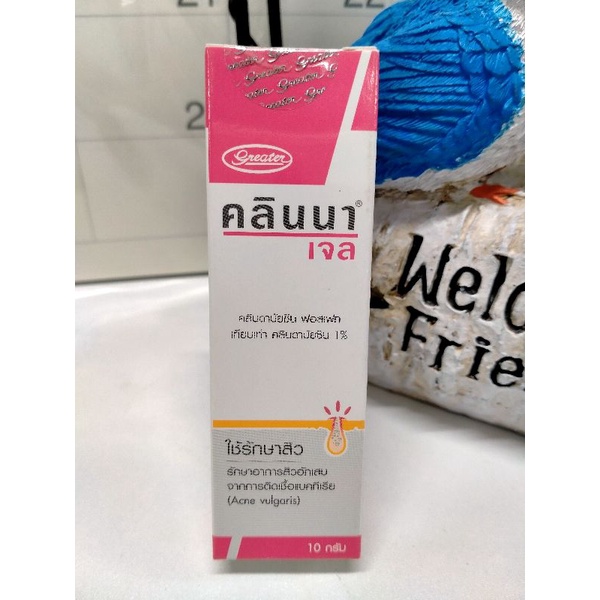 Greater
Greater
คลินนา®
เจล
คลินดามัยซิน ฟอสเฟต
เทียบเท่า คลินดามัยซิน 1%
ใช้รักษาสิว
รักษาอาการสิวอักเสบ
จากการติดเชื้อแบคทีเรีย
(Acne vulgaris)
10 กรัม
Welc
Frie
22